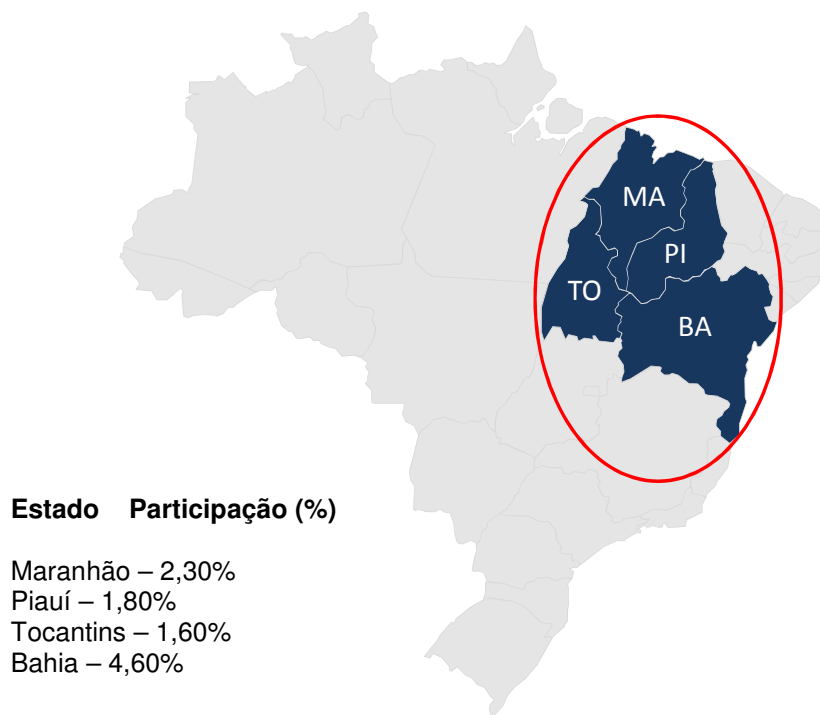 MA
PI
TO
BA
Estado Participação (%)
Maranhão – 2,30%
Piauí – 1,80%
Tocantins – 1,60%
Bahia – 4,60%